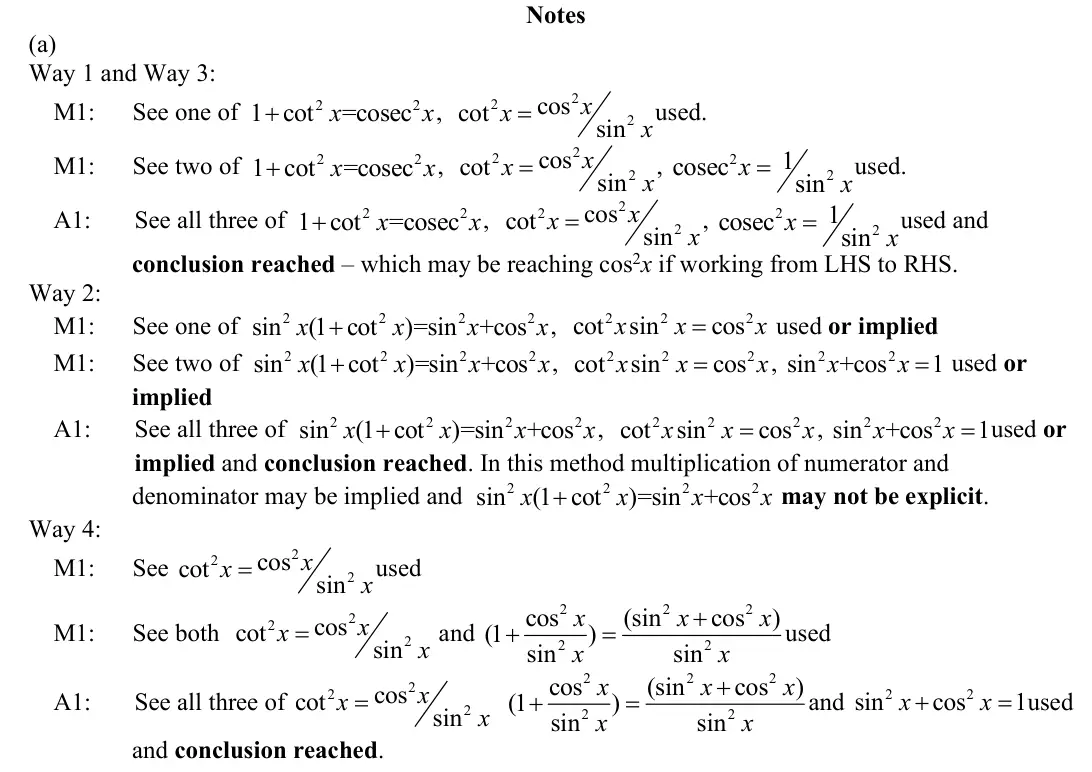 Notes
(a)
Way 1 and Way 3:
M1: See one of 1+cot² x=cosec²x, cot²x = cos²x/sin² x used.
M1: See two of 1+cot² x=cosec²x, cot²x = cos²x/sin² x, cosec²x = 1/sin² x used.
A1: See all three of 1+cot² x=cosec²x, cot²x = cos²x/sin² x, cosec²x = 1/sin² x used and
conclusion reached – which may be reaching cos²x if working from LHS to RHS.
Way 2:
M1: See one of sin² x(1+cot² x)=sin²x+cos²x, cot²x sin² x = cos²x used or implied
M1: See two of sin² x(1+cot² x)=sin²x+cos²x, cot²x sin² x = cos²x, sin²x+cos²x = 1 used or
implied
A1: See all three of sin² x(1+cot² x)=sin²x+cos²x, cot²x sin² x = cos²x, sin²x+cos²x = 1used or
implied and conclusion reached. In this method multiplication of numerator and
denominator may be implied and sin² x(1+cot² x)=sin²x+cos²x may not be explicit.
Way 4:
M1: See cot²x = cos²x/sin² x used
M1: See both cot²x = cos²x/sin² x and (1+ cos² x/sin² x) = (sin² x + cos² x)/sin² x used
A1: See all three of cot²x = cos²x/sin² x (1+ cos² x/sin² x) = (sin² x + cos² x)/sin² x and sin² x + cos² x = 1used
and conclusion reached.